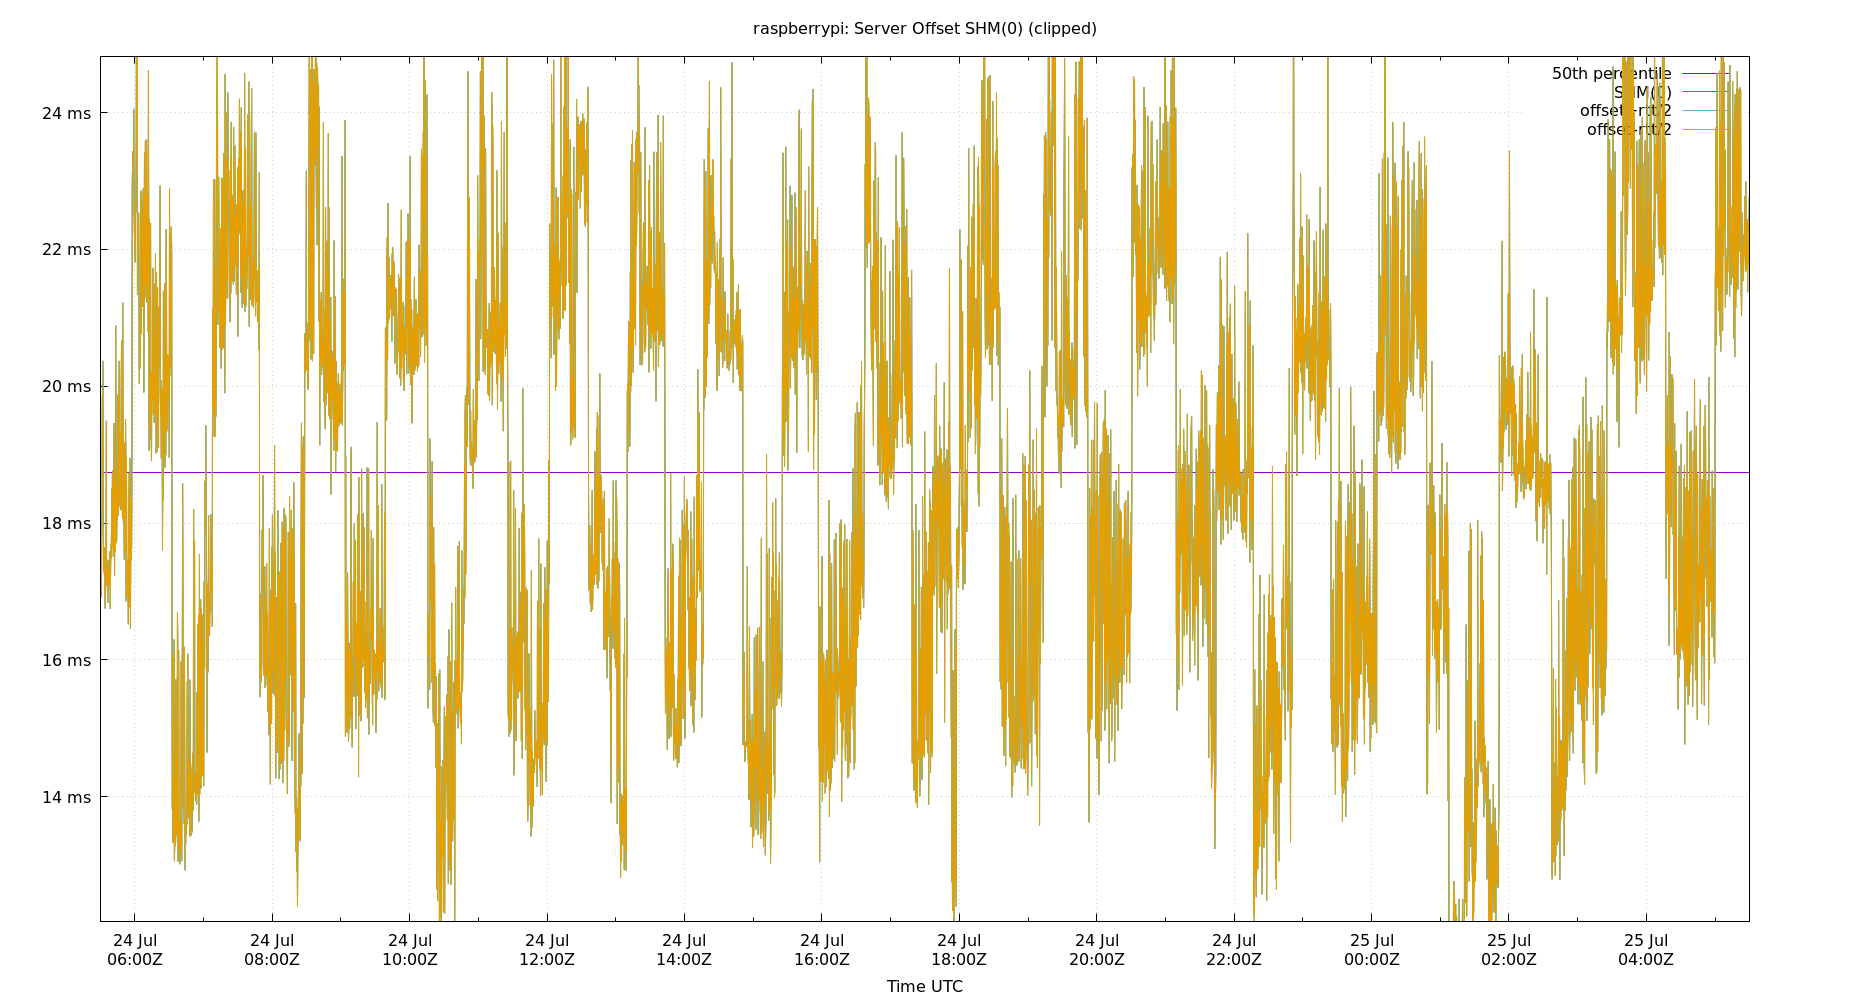 raspberrypi: Server Offset SHM(0) (clipped)
50th percentile
SHM(0)
offset-rtt/2
offset-rtt/2
24 ms
22 ms
20 ms
18 ms
16 ms
14 ms
24 Jul 24 Jul 24 Jul 24 Jul 24 Jul 24 Jul 24 Jul 24 Jul 24 Jul 25 Jul 25 Jul 25 Jul
06:00Z 08:00Z 10:00Z 12:00Z 14:00Z 16:00Z 18:00Z 20:00Z 22:00Z 00:00Z 02:00Z 04:00Z
Time UTC